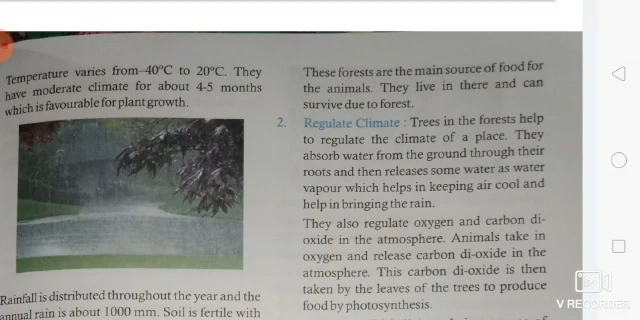 Temperature varies from–40°C to 20°C. They
have moderate climate for about 4-5 months
which is favourable for plant growth.
Rainfall is distributed throughout the year and the
annual rain is about 1000 mm. Soil is fertile with
These forests are the main source of food for
the animals. They live in there and can
survive due to forest.
2. Regulate Climate : Trees in the forests help
to regulate the climate of a place. They
absorb water from the ground through their
roots and then releases some water as water
vapour which helps in keeping air cool and
help in bringing the rain.
They also regulate oxygen and carbon di-
oxide in the atmosphere. Animals take in
oxygen and release carbon di-oxide in the
atmosphere. This carbon di-oxide is then
taken by the leaves of the trees to produce
food by photosynthesis.
V RECORDER